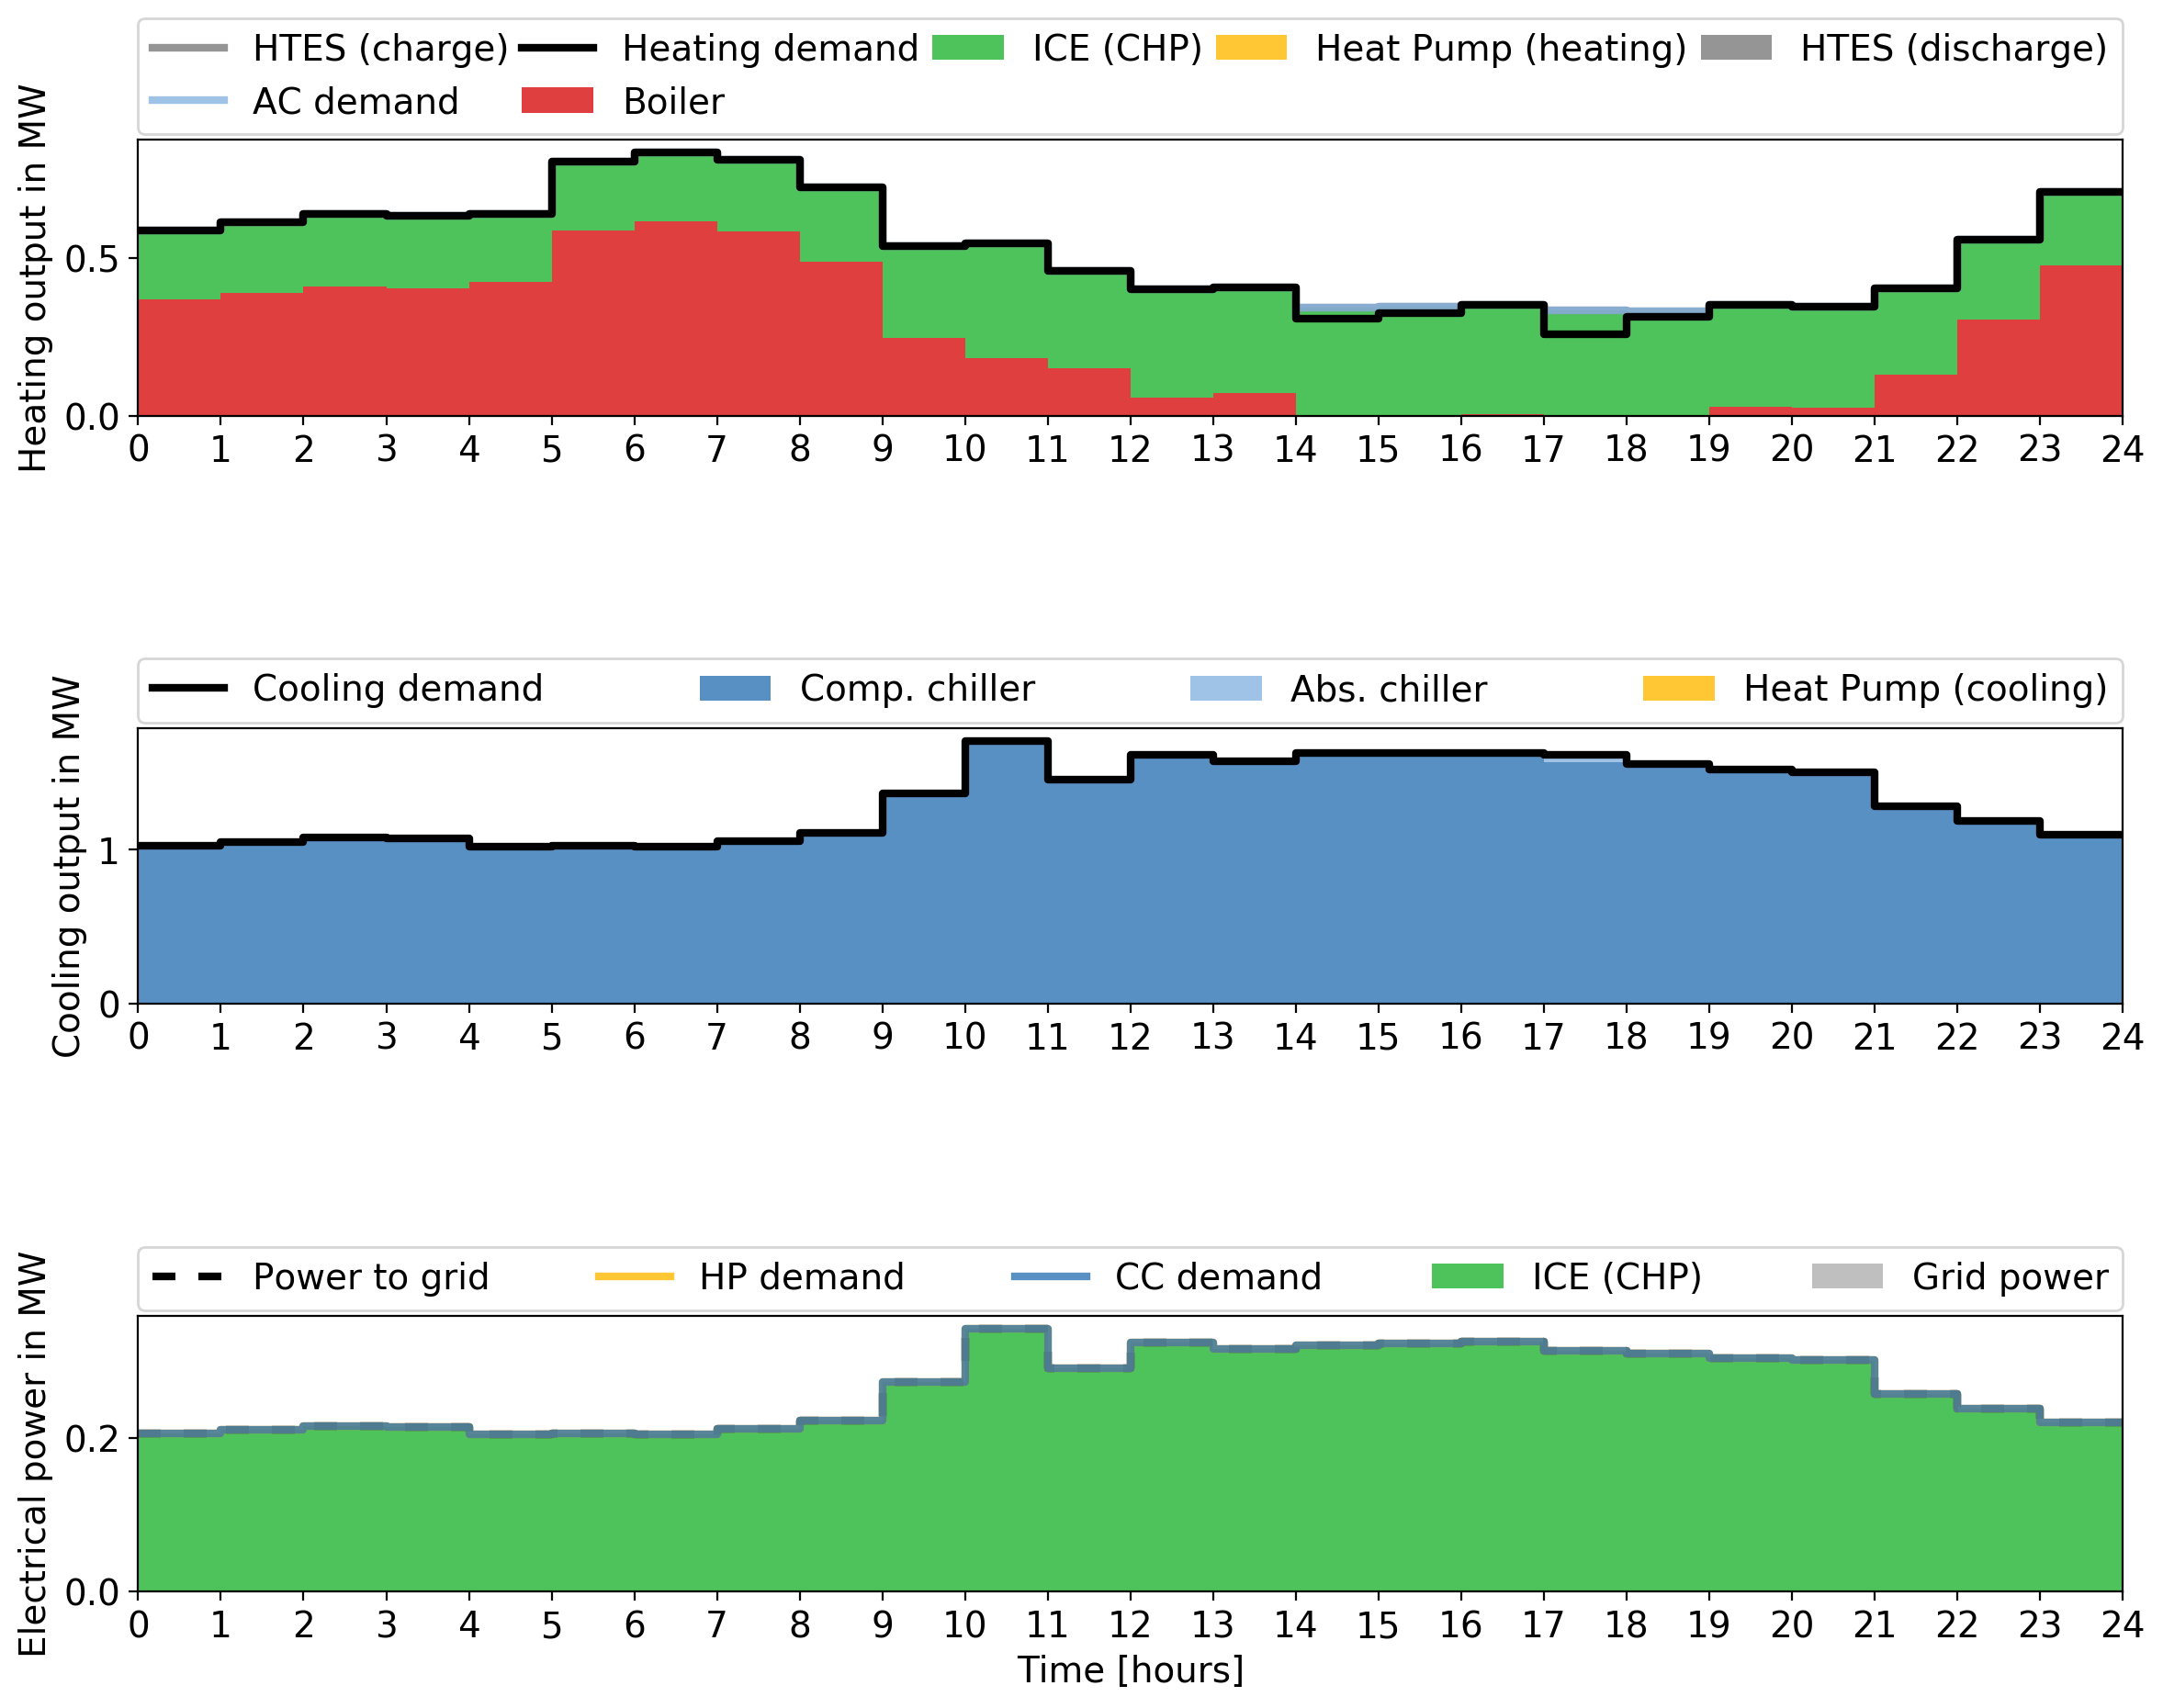 HTES (charge) Heating demand ICE (CHP) Heat Pump (heating) HTES (discharge)
AC demand Boiler
Heating output in MW
0.5
0.0
0 1 2 3 4 5 6 7 8 9 10 11 12 13 14 15 16 17 18 19 20 21 22 23 24
Cooling demand Comp. chiller Abs. chiller Heat Pump (cooling)
Cooling output in MW
1
0
0 1 2 3 4 5 6 7 8 9 10 11 12 13 14 15 16 17 18 19 20 21 22 23 24
Power to grid HP demand CC demand ICE (CHP) Grid power
Electrical power in MW
0.2
0.0
0 1 2 3 4 5 6 7 8 9 10 11 12 13 14 15 16 17 18 19 20 21 22 23 24
Time [hours]